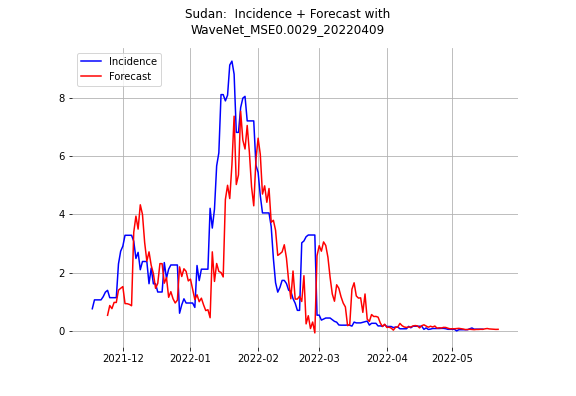 Sudan:  Incidence + Forecast with
WaveNet_MSE0.0029_20220409
Incidence
Forecast
8
6
4
2
0
2021-12
2022-01
2022-02
2022-03
2022-04
2022-05